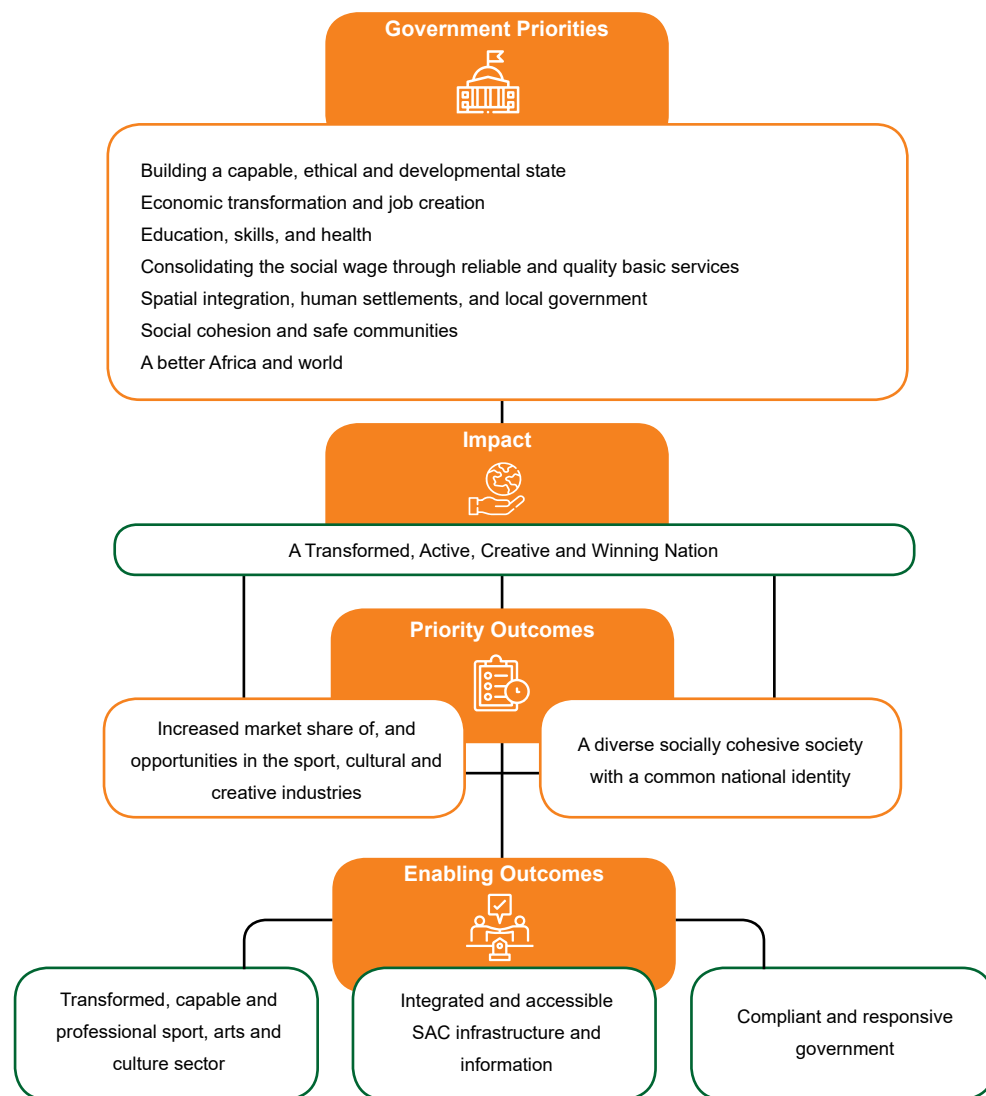 Government Priorities
Building a capable, ethical and developmental state
Economic transformation and job creation
Education, skills, and health
Consolidating the social wage through reliable and quality basic services
Spatial integration, human settlements, and local government
Social cohesion and safe communities
A better Africa and world
Impact
A Transformed, Active, Creative and Winning Nation
Priority Outcomes
Increased market share of, and
opportunities in the sport, cultural and
creative industries
A diverse socially cohesive society
with a common national identity
Enabling Outcomes
Transformed, capable and
professional sport, arts and
culture sector
Integrated and accessible
SAC infrastructure and
information
Compliant and responsive
government